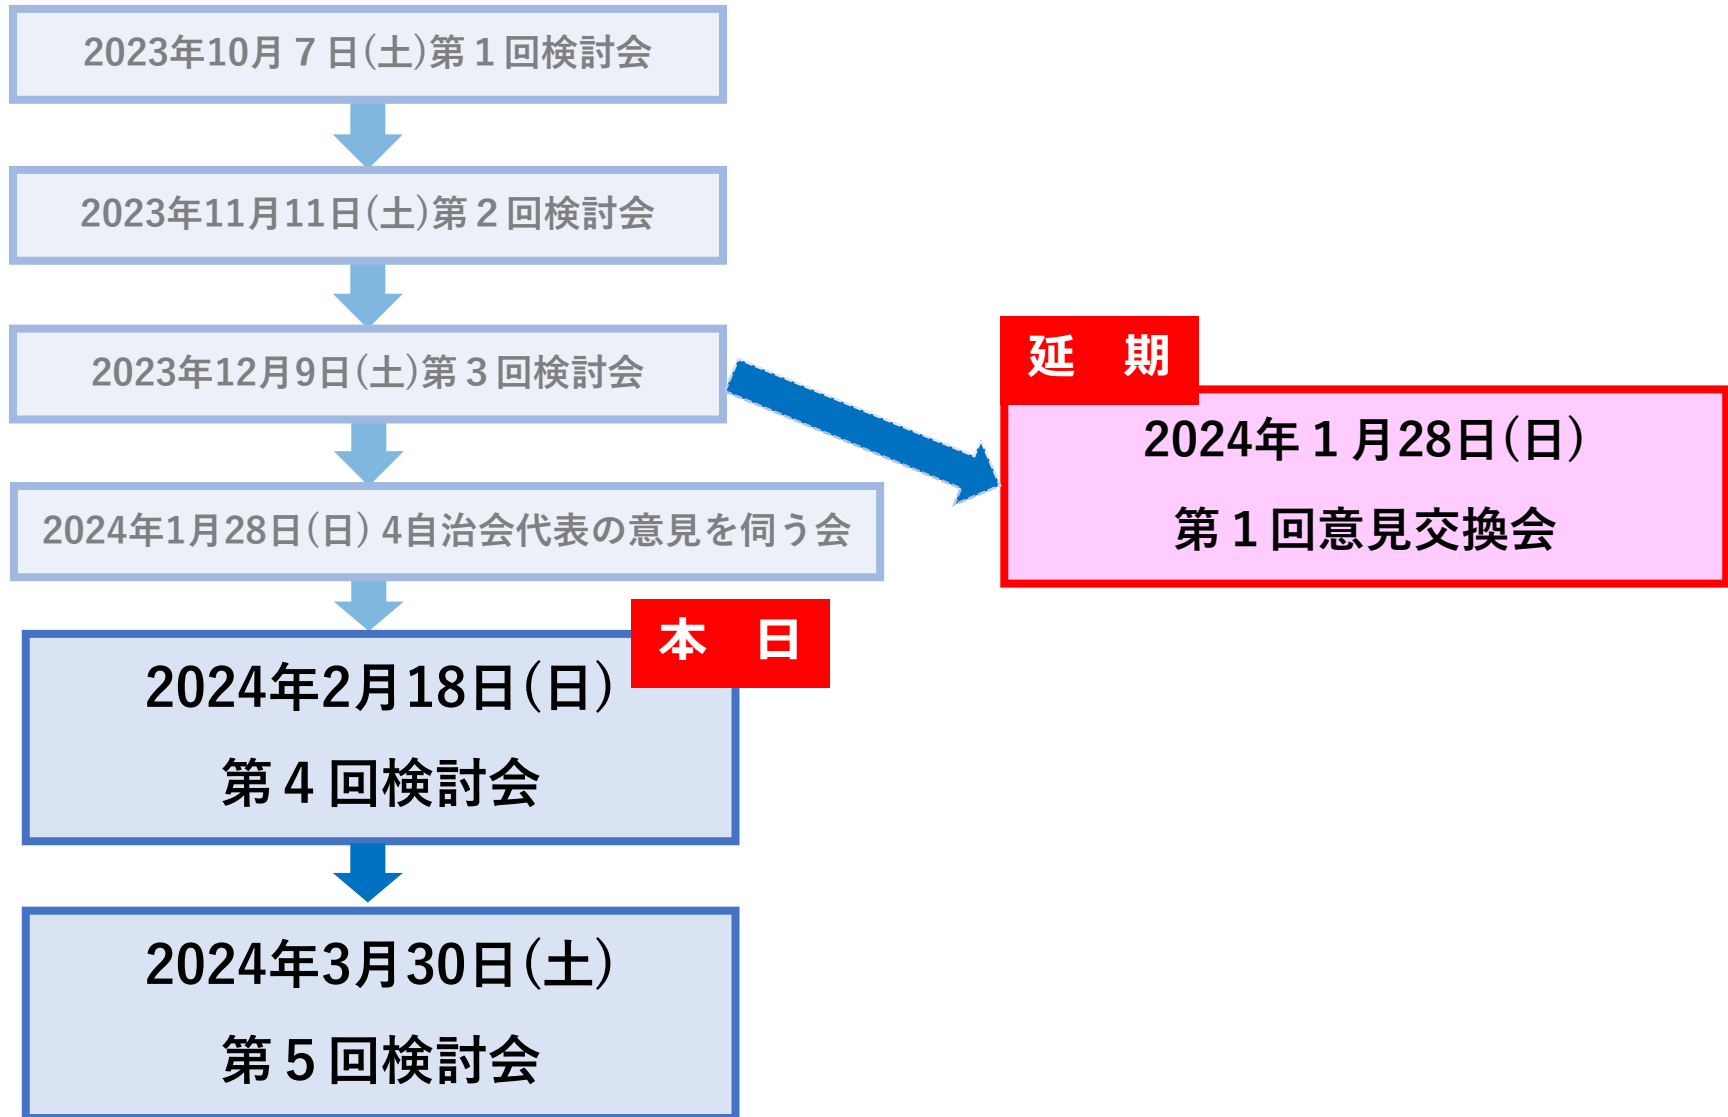 2023年10月７日(土)第１回検討会
2023年11月11日(土)第２回検討会
2023年12月9日(土)第３回検討会
延　期
2024年１月28日(日)
第１回意見交換会
2024年1月28日(日) 4自治会代表の意見を伺う会
本　日
2024年2月18日(日)
第４回検討会
2024年3月30日(土)
第５回検討会